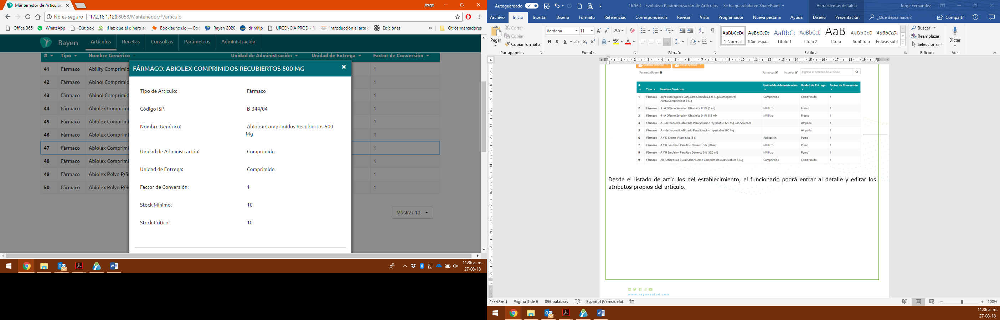 Mantenedor de Artículos
Jorge
No es seguro | 172.16.1.120:8058/Mantenedor/#/articulo
Office 365 WhatsApp Outlook ¡Haz que el dinero se Booklaunch.io — Boo Rayen 2020 drimkip URGENCIA PROD - R Introducción al arte d Ediciones » Otros marcadores
Rayen Artículos Recetas Consultas Parámetros Administración
# Tipo Nombre Genérico Unidad de Administración Unidad de Entrega Factor de Conversión
FÁRMACO: ABIOLEX COMPRIMIDOS RECUBIERTOS 500 MG
41 Fármaco Abilify Comprimid 1
42 Fármaco Abinol Comprimid 1
43 Fármaco Abinol Comprimid 1
44 Fármaco Abiolex Comprimi 1
45 Fármaco Abiolex Comprimi 1
46 Fármaco Abiolex Comprimi 1
47 Fármaco Abiolex Comprimi 1
48 Fármaco Abiolex Comprimi 1
49 Fármaco Abiolex Polvo P/Su 1
50 Fármaco Abiolex Polvo P/Su 1
Tipo de Artículo: Fármaco
Código ISP: B-344/04
Nombre Genérico: Abiolex Comprimidos Recubiertos 500
Mg
Unidad de Administración: Comprimido
Unidad de Entrega: Comprimido
Factor de Conversión: 1
Stock Mínimo: 10
Stock Crítico: 10
Mostrar 10
11:36 a. m.
27-08-18
Autoguardado 167694 - Evolutivo Parámetrización de Artículos - Se ha guardado en SharePoint Herramientas de tabla Jorge Fernandez
Archivo Inicio Insertar Diseño Formato Referencias Correspondencia Revisar Vista Programador Nueva pestaña Ayuda Diseño Presentación ¿Qué desea hacer? Compartir
Pegar
Cortar
Copiar
Copiar formato
Portapapeles
Verdana 11
N K S abc x₂ x²
Fuente
Párrafo
AaBbCcDc AaBbCcDc AaBbC( AaBbCcE AaB AaBbCcD AaBbCcDt
¶ Normal ¶ Sin espa... Título 1 Título 2 Título Subtítulo Énfasis sutil
Estilos
Buscar
Reemplazar
Seleccionar
Edición
Dictar
Voz
Solicitar Artículo Crear Artículo
Farmacia Rayen Farmacos Insumos Ingrese el nombre del artículo
# Tipo Nombre Genérico Unidad de Administración Unidad de Entrega Factor de Conversión
1 Fármaco 28/14 Estrogenos Conj.Comp.Recub.0,625 Mg/Nomegestrol Comprimido Comprimido 1
Aceta.Comprimidos 5 Mg
2 Fármaco 3 - A Ofteno Solucion Oftalmica 0,1% (5 ml) Mililitro Frasco 1
3 Fármaco 4 - A Ofteno Solucion Oftalmica 0,1% (15 ml) Mililitro Frasco 1
4 Fármaco A - Methapred Liofilizado Para Solucion Inyectable 125 Mg Con Solvente Ampolla 1
5 Fármaco A - Methapred Liofilizado Para Solucion Inyectable 500 Mg Ampolla 1
6 Fármaco A Y D Crema Vitaminica (5 g) Aplicación Pomo 1
7 Fármaco A Y R Emulsion Para Uso Dermico 5% (60 ml) Mililitro Pomo 1
8 Fármaco A Y R Emulsion Para Uso Dermico 5% (120 ml) Mililitro Pomo 1
9 Fármaco Ab Antiseptico Bucal Sabor Limon Comprimidos Masticables 5 Mg Comprimido Comprimido 1
Desde el listado de artículos del establecimiento, el funcionario podrá entrar al detalle y editar los
atributos propios del artículo.
www.rayensalud.com
Sección: 1 Página 3 de 6 896 palabras Español (Venezuela) 100%
11:36 a. m.
27-08-18